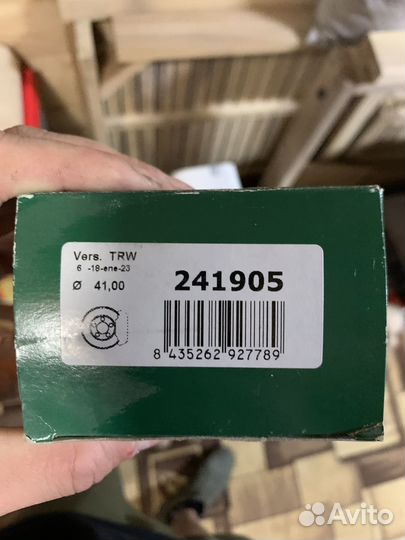 Vers. TRW
6 -18-ene-23
Ø 41,00
241905
8 435262 927789
Avito